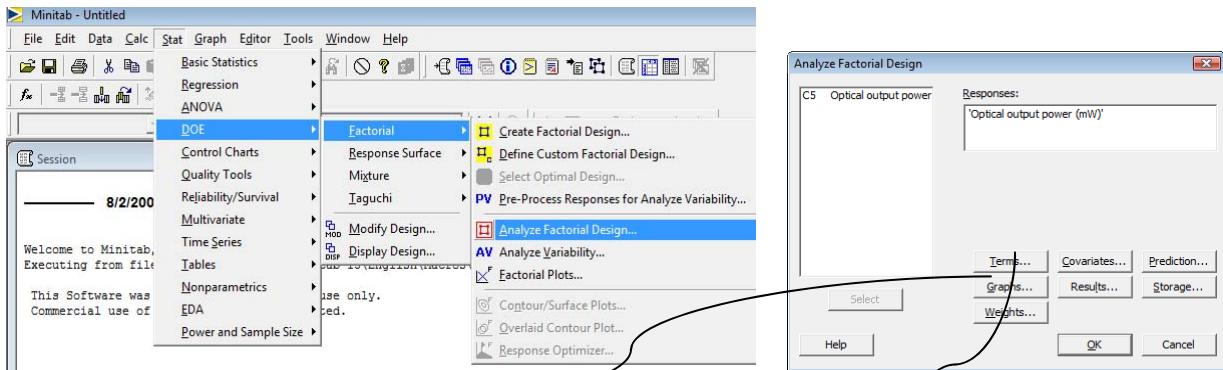 Minitab - Untitled
File Edit Data Calc Stat Graph Editor Tools Window Help
Basic Statistics
Regression
ANOVA
DOE
Control Charts
Quality Tools
Reliability/Survival
Multivariate
Time Series
Tables
Nonparametrics
EDA
Power and Sample Size
Factorial
Response Surface
Mixture
Taguchi
MOD Modify Design...
DISP Display Design...
Create Factorial Design...
Define Custom Factorial Design...
Select Optimal Design...
PV Pre-Process Responses for Analyze Variability...
Analyze Factorial Design...
AV Analyze Variability...
Factorial Plots...
Contour/Surface Plots...
Overlaid Contour Plot...
Response Optimizer...
Session
8/2/200
Welcome to Minitab,
Executing from file
This Software was use only.
Commercial use of ced.
Analyze Factorial Design
C5 Optical output power
Responses:
'Optical output power (mW)'
Terms... Covariates... Prediction...
Graphs... Results... Storage...
Select
Weights...
Help OK Cancel